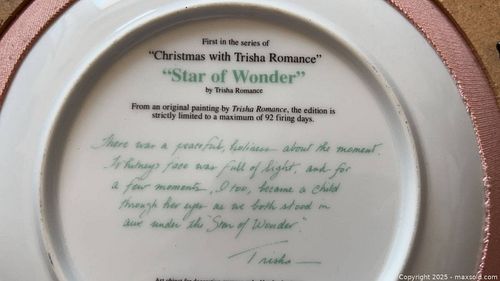 First in the series of
"Christmas with Trisha Romance"
"Star of Wonder"
by Trisha Romance
From an original painting by Trisha Romance, the edition is
strictly limited to a maximum of 92 firing days.
There was a peaceful, holiness about the moment.
Whitney's face was full of light, and for
a few moments, I too, became a child
through her eyes as we both stood in
awe under the "Star of Wonder".
Trisha
Copyright © 2025 - maxsold.com